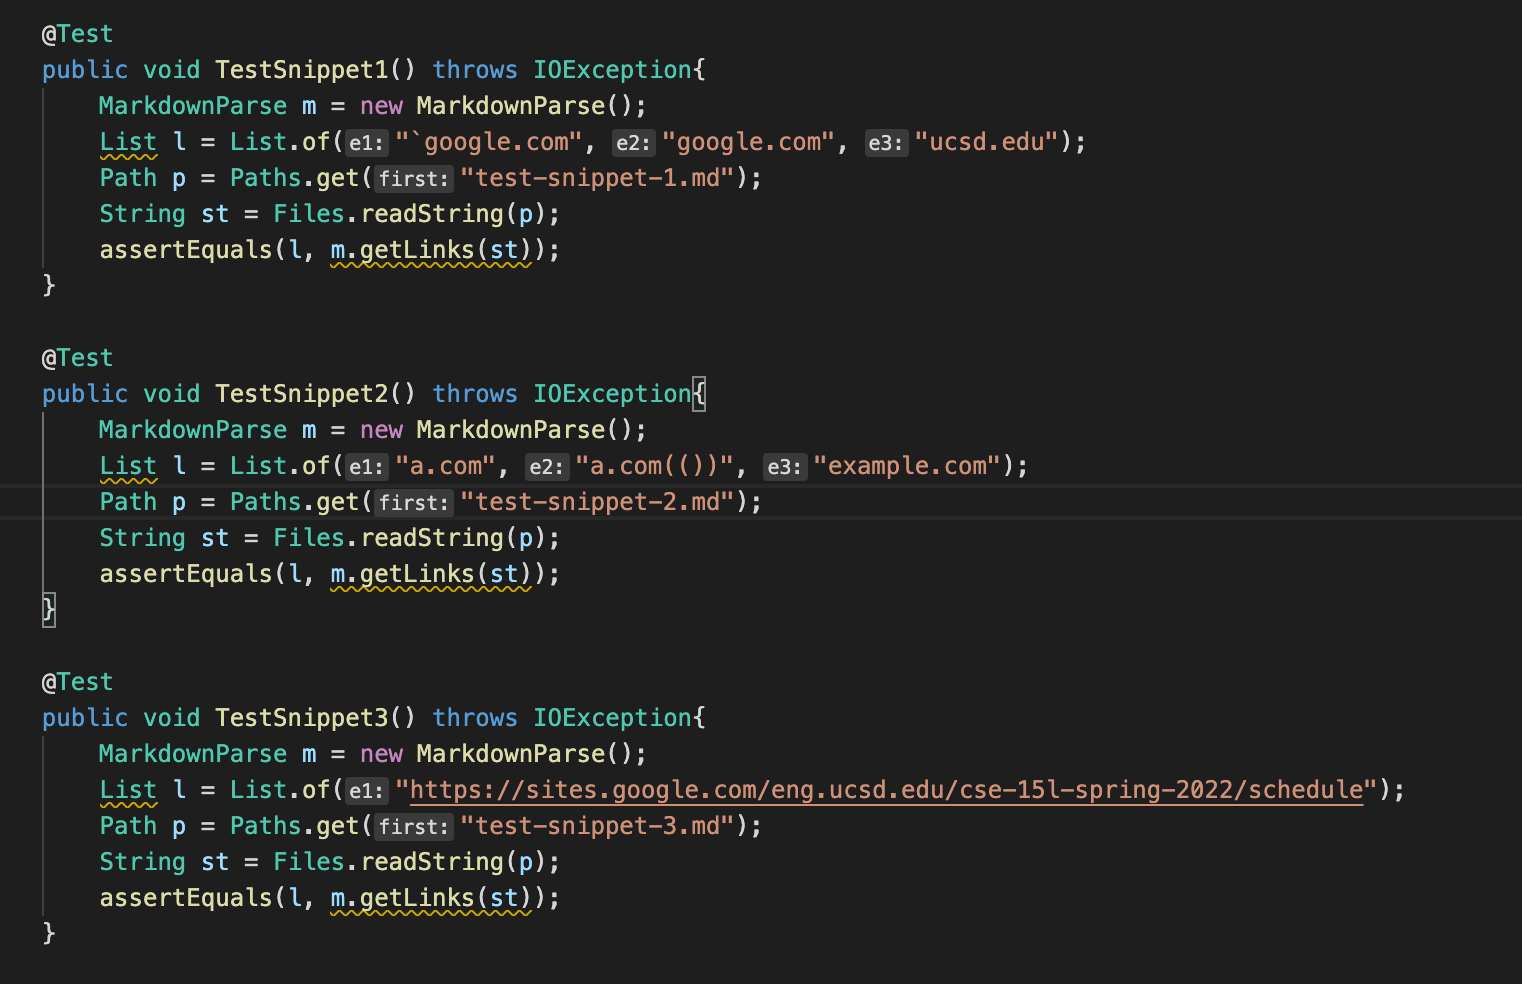 @Test
public void TestSnippet1() throws IOException{
MarkdownParse m = new MarkdownParse();
List l = List.of(e1: "`google.com", e2: "google.com", e3: "ucsd.edu");
Path p = Paths.get(first: "test-snippet-1.md");
String st = Files.readString(p);
assertEquals(l, m.getLinks(st));
}
@Test
public void TestSnippet2() throws IOException{
MarkdownParse m = new MarkdownParse();
List l = List.of(e1: "a.com", e2: "a.com(())", e3: "example.com");
Path p = Paths.get(first: "test-snippet-2.md");
String st = Files.readString(p);
assertEquals(l, m.getLinks(st));
}
@Test
public void TestSnippet3() throws IOException{
MarkdownParse m = new MarkdownParse();
List l = List.of(e1: "https://sites.google.com/eng.ucsd.edu/cse-15l-spring-2022/schedule");
Path p = Paths.get(first: "test-snippet-3.md");
String st = Files.readString(p);
assertEquals(l, m.getLinks(st));
}